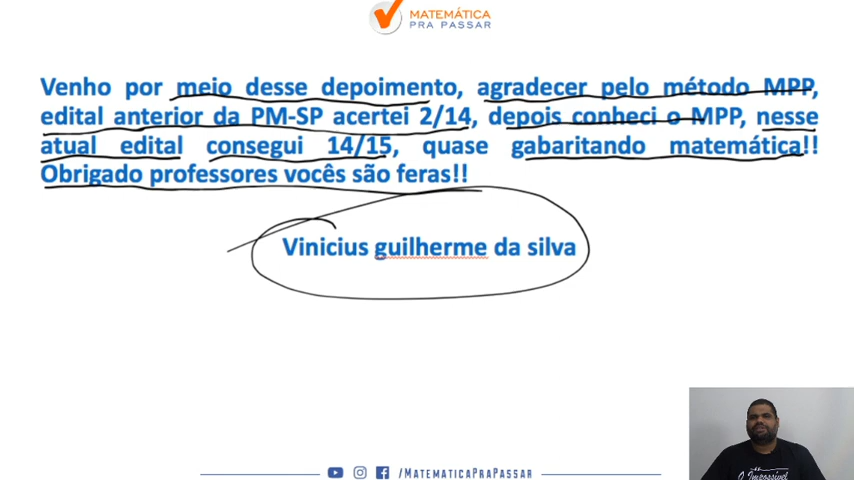 MATEMÁTICA
PRA PASSAR
Venho por meio desse depoimento, agradecer pelo método MPP,
edital anterior da PM-SP acertei 2/14, depois conheci o MPP, nesse
atual edital consegui 14/15, quase gabaritando matemática!!
Obrigado professores vocês são feras!!
Vinicius guilherme da silva
O Impossível
/MATEMATICAPRAPASSAR